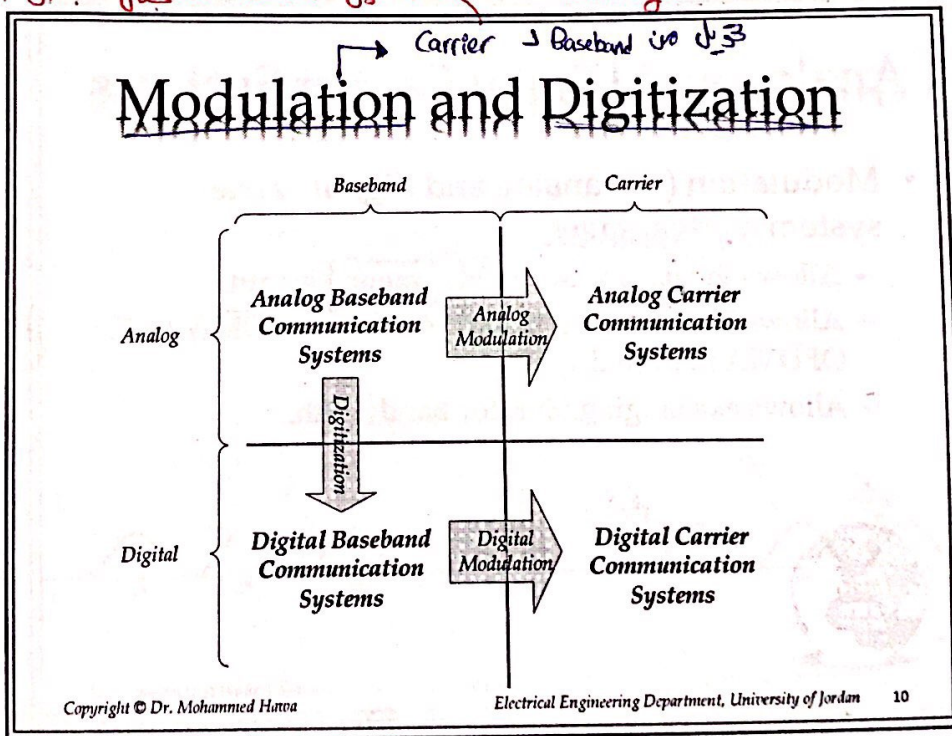 Carrier Baseband من
Modulation and Digitization
Baseband
Carrier
Analog
Analog Baseband
Communication
Systems
Analog
Modulation
Analog Carrier
Communication
Systems
Digitization
Digital
Digital Baseband
Communication
Systems
Digital
Modulation
Digital Carrier
Communication
Systems
Copyright © Dr. Mohammed Hawa
Electrical Engineering Department, University of Jordan 10